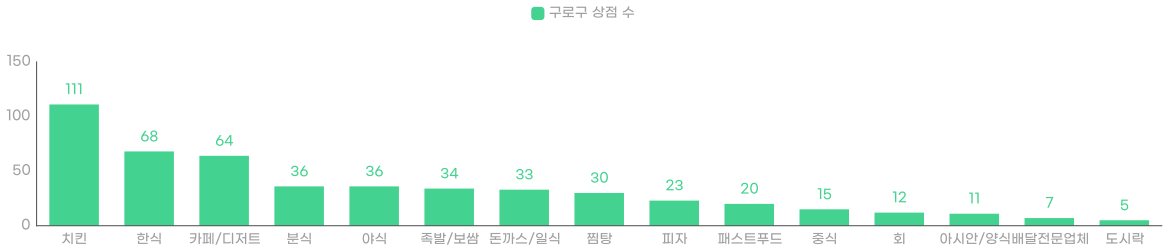 구로구 상점 수
150
100
50
0
111
68
64
36
36
34
33
30
23
20
15
12
11
7
5
치킨
한식
카페/디저트
분식
야식
족발/보쌈
돈까스/일식
찜탕
피자
패스트푸드
중식
회
아시안/양식
배달전문업체
도시락